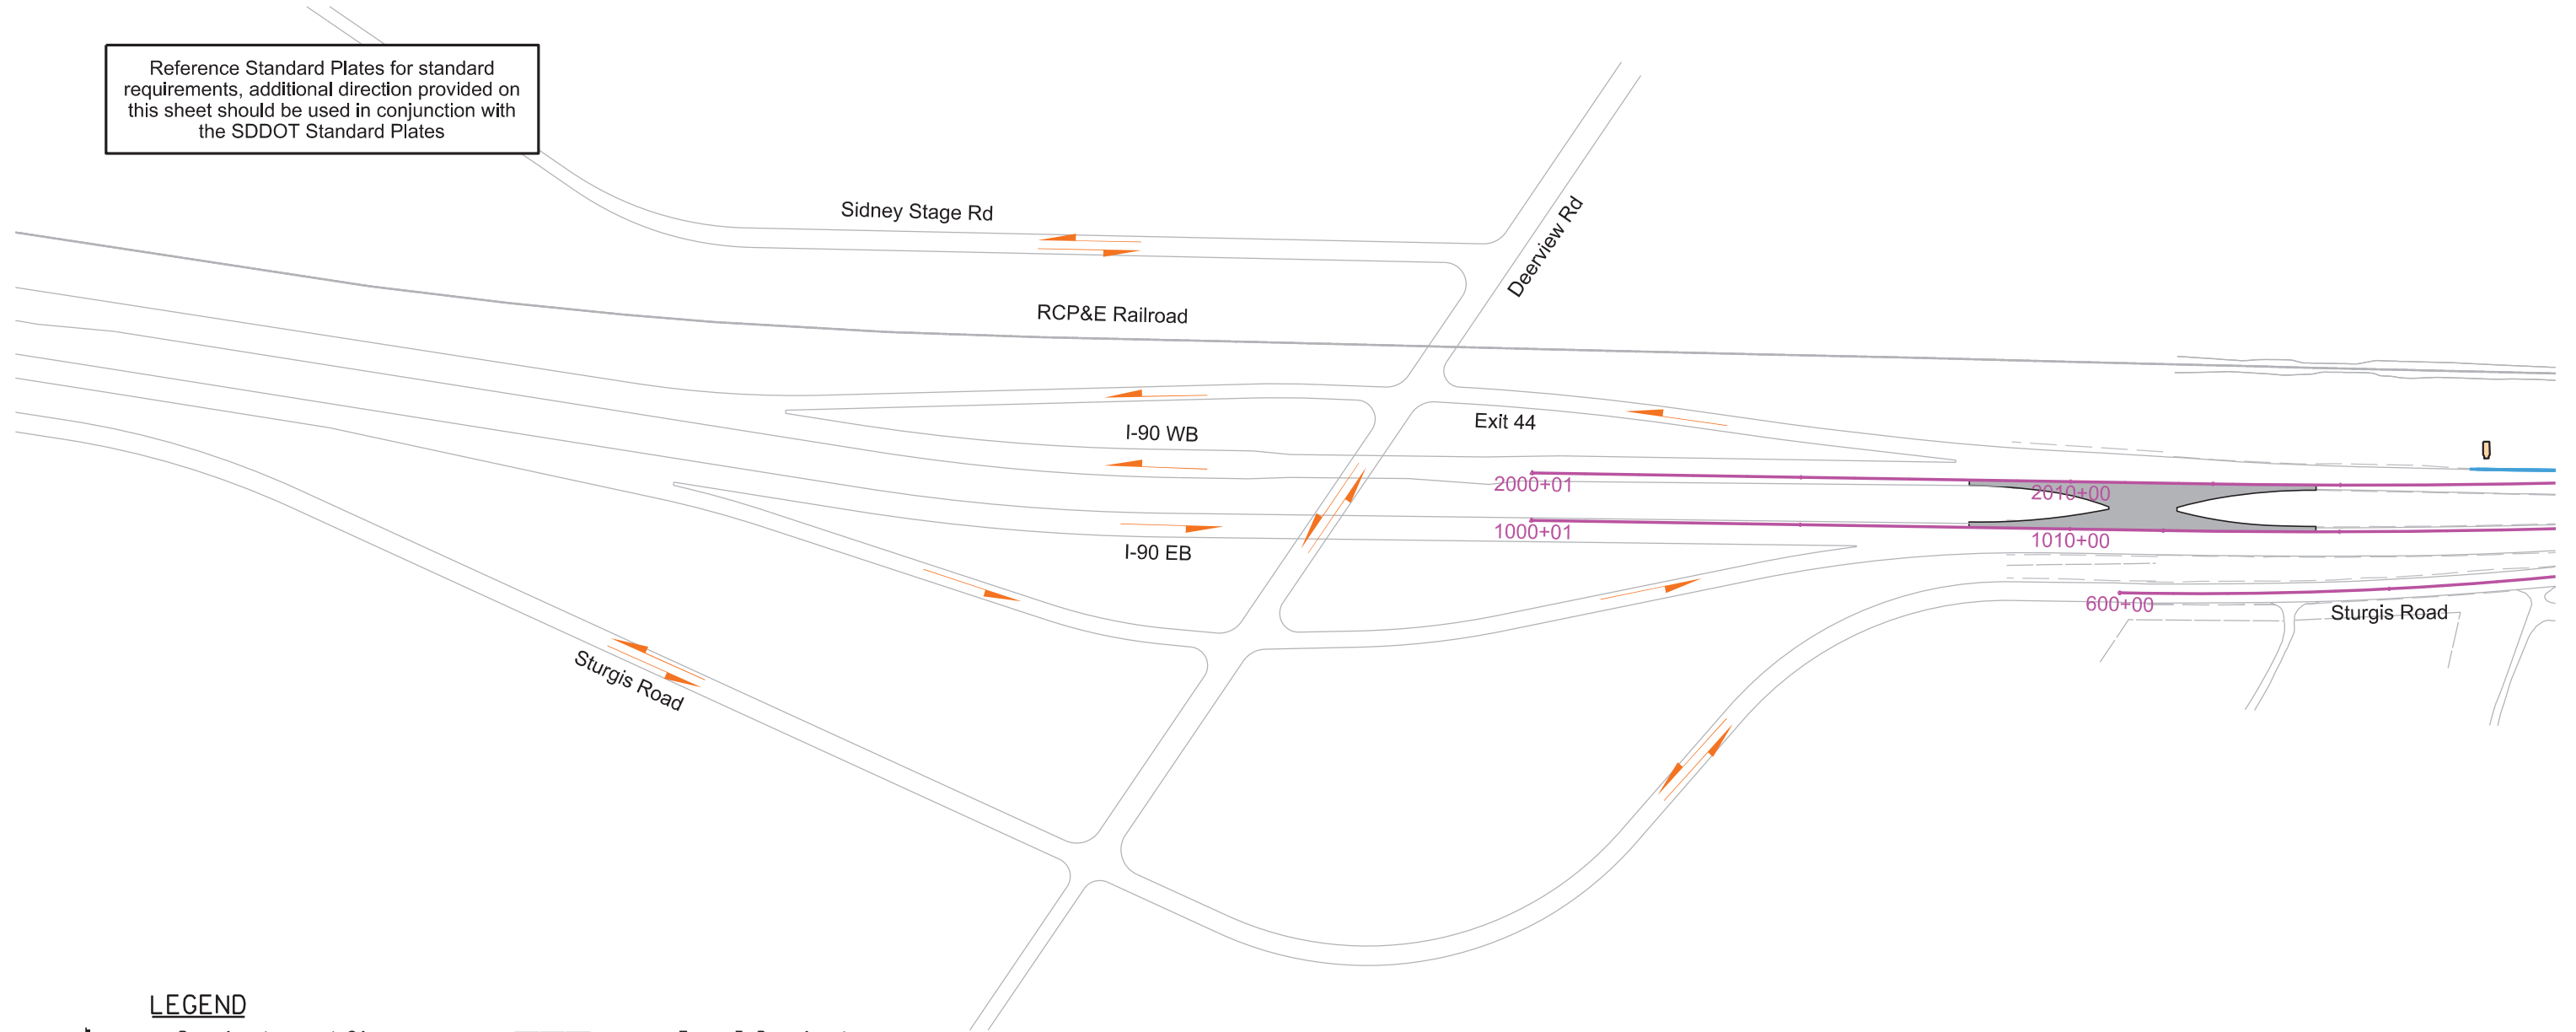 Reference Standard Plates for standard
requirements, additional direction provided on
this sheet should be used in conjunction with
the SDDOT Standard Plates
Sidney Stage Rd
Deerview Rd
RCP&E Railroad
Exit 44
I-90 WB
2000+01
2010+00
1000+01
1010+00
I-90 EB
600+00
Sturgis Road
Sturgis Road
LEGEND